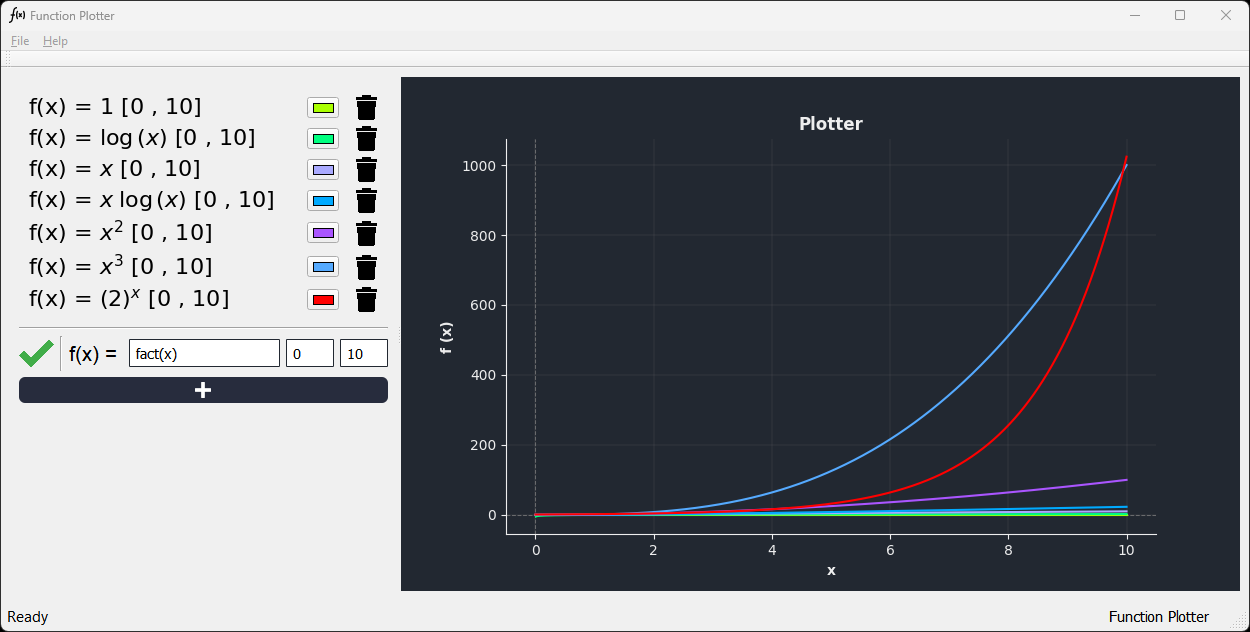 f(x) Function Plotter
File Help
f(x) = 1 [0 , 10]
f(x) = log (x) [0 , 10]
f(x) = x [0 , 10]
f(x) = x log (x) [0 , 10]
f(x) = x² [0 , 10]
f(x) = x³ [0 , 10]
f(x) = (2)ˣ [0 , 10]
f(x) = fact(x) 0 10
+
Plotter
1000
800
600
400
200
0
f (x)
0 2 4 6 8 10
x
Ready
Function Plotter